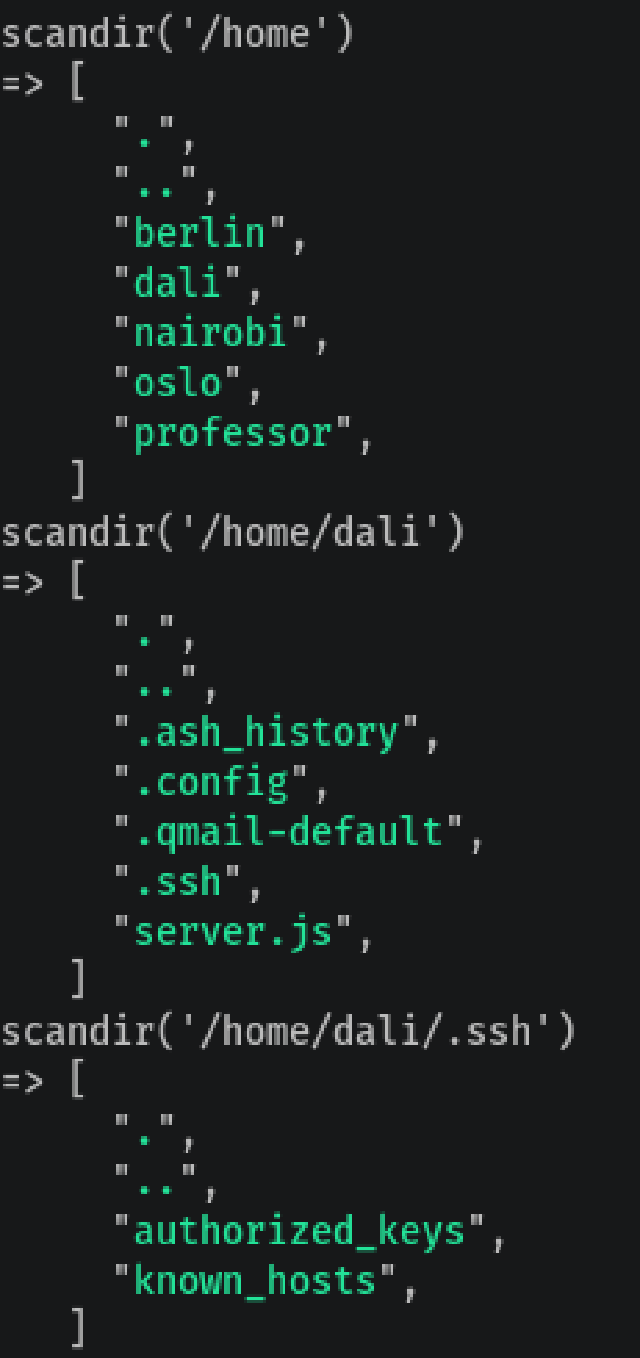 scandir('/home')
=> [
     ".",
     "..",
     "berlin",
     "dali",
     "nairobi",
     "oslo",
     "professor",
   ]
scandir('/home/dali')
=> [
     ".",
     "..",
     ".ash_history",
     ".config",
     ".qmail-default",
     ".ssh",
     "server.js",
   ]
scandir('/home/dali/.ssh')
=> [
     ".",
     "..",
     "authorized_keys",
     "known_hosts",
   ]